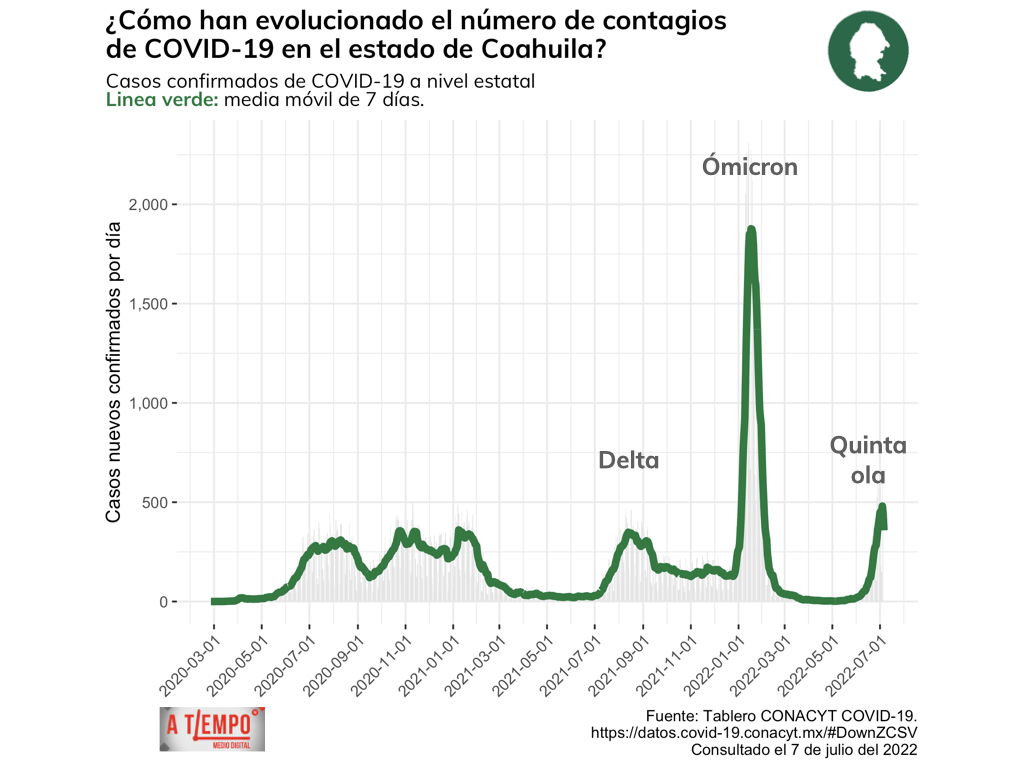 ¿Cómo han evolucionado el número de contagios
de COVID-19 en el estado de Coahuila?
Casos confirmados de COVID-19 a nivel estatal
Linea verde: media móvil de 7 días.
Casos nuevos confirmados por día
2,000
1,500
1,000
500
0
Ómicron
Delta
Quinta
ola
2020-03-01
2020-05-01
2020-07-01
2020-09-01
2020-11-01
2021-01-01
2021-03-01
2021-05-01
2021-07-01
2021-09-01
2021-11-01
2022-01-01
2022-03-01
2022-05-01
2022-07-01
A TIEMPO
MEDIO DIGITAL
Fuente: Tablero CONACYT COVID-19.
https://datos.covid-19.conacyt.mx/#DownZCSV
Consultado el 7 de julio del 2022